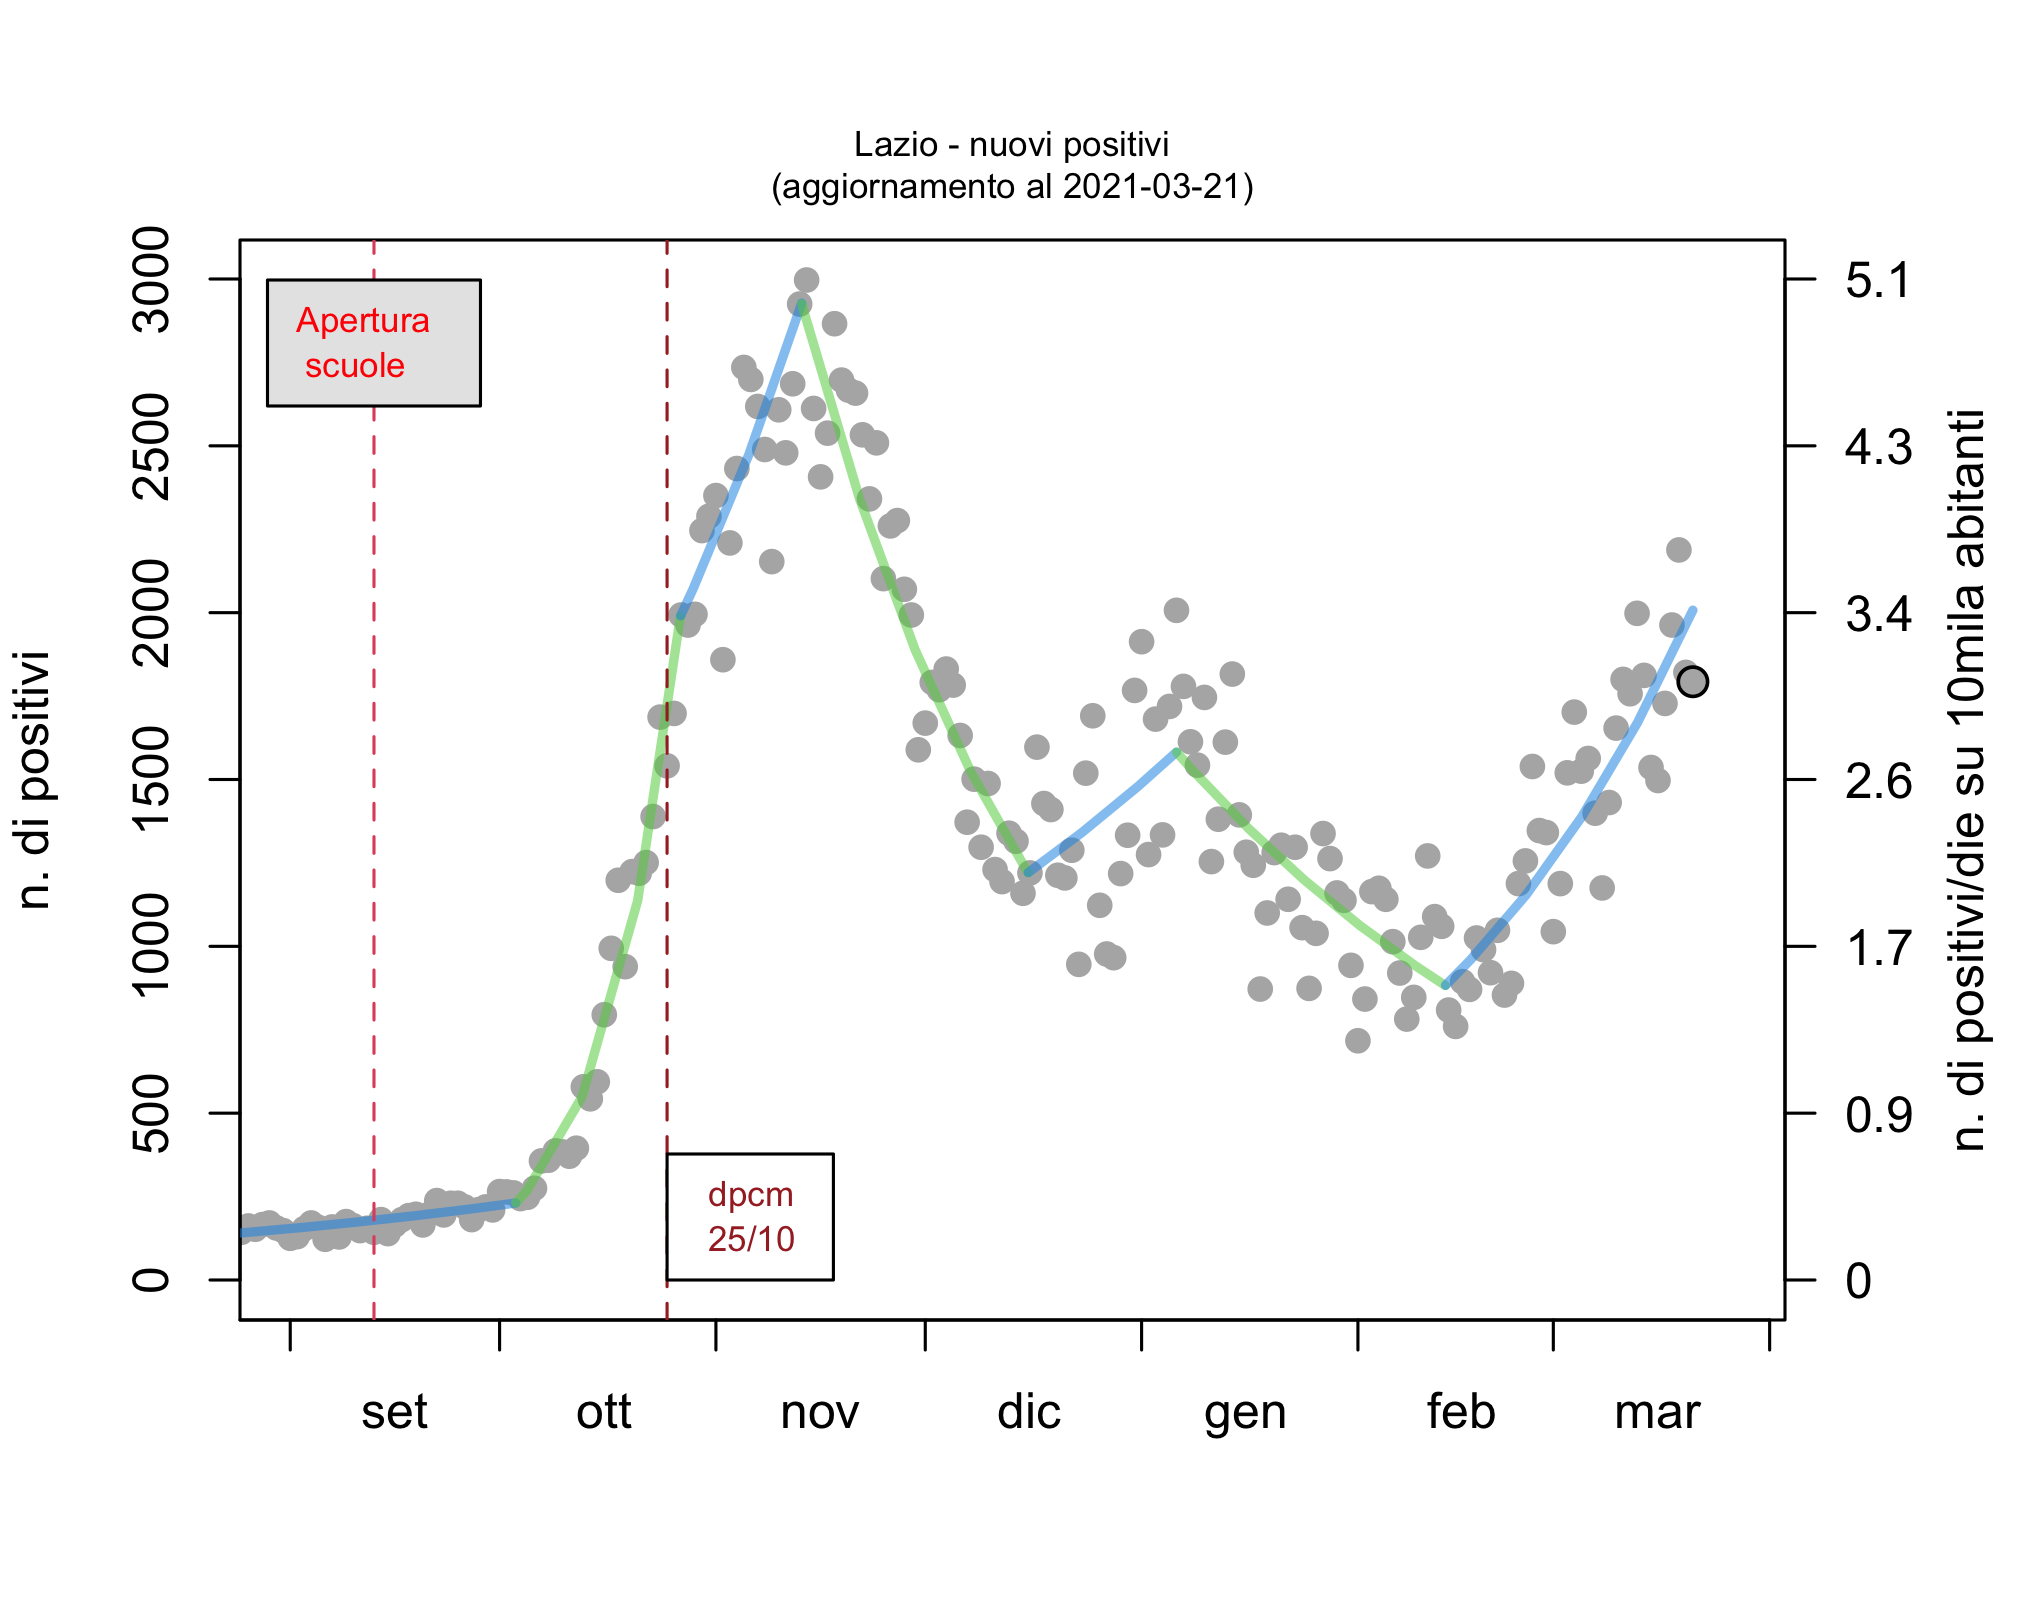 Lazio - nuovi positivi
(aggiornamento al 2021-03-21)
n. di positivi
3000
2500
2000
1500
1000
500
0
Apertura
scuole
dpcm
25/10
5.1
4.3
3.4
2.6
1.7
0.9
0
n. di positivi/die su 10mila abitanti
set ott nov dic gen feb mar